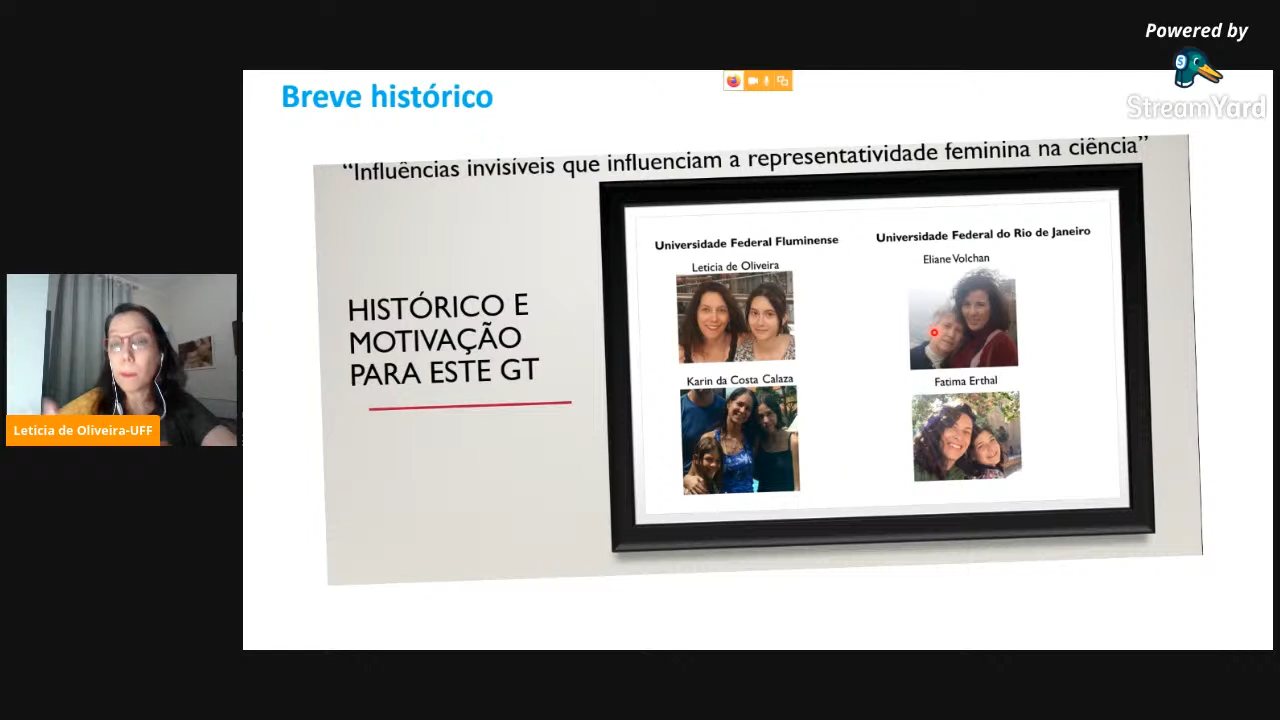 Powered by
StreamYard
Breve histórico
“Influências invisíveis que influenciam a representatividade feminina na ciência”
HISTÓRICO E
MOTIVAÇÃO
PARA ESTE GT
Universidade Federal Fluminense
Leticia de Oliveira
Karin da Costa Calaza
Universidade Federal do Rio de Janeiro
Eliane Volchan
Fatima Erthal
Leticia de Oliveira-UFF